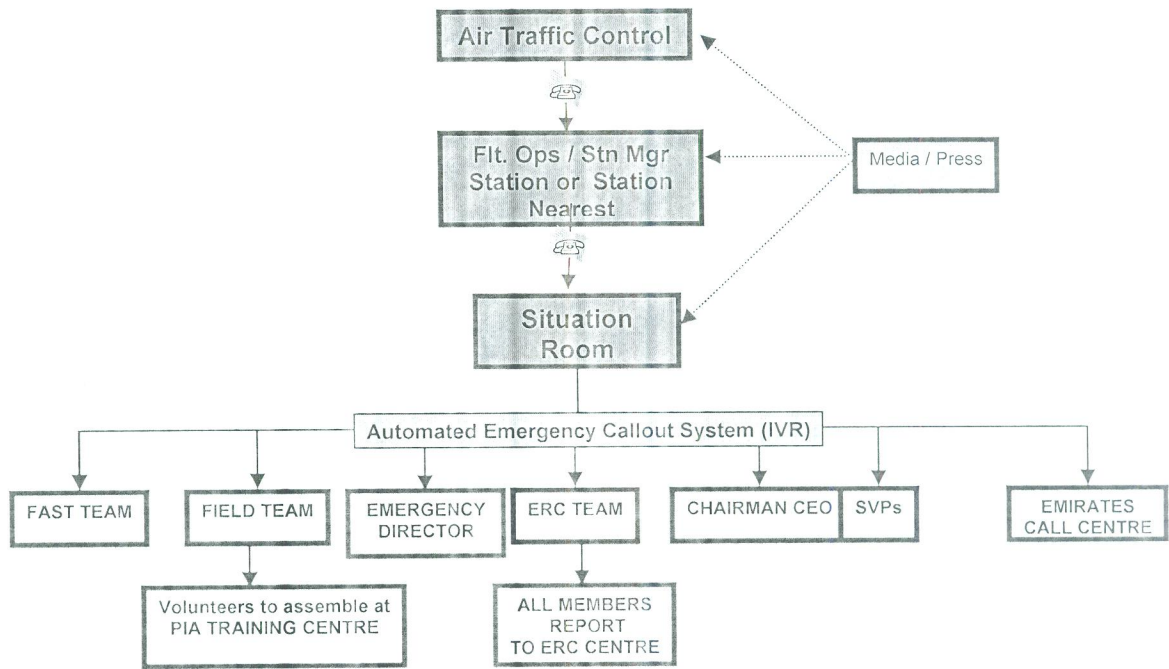 Air Traffic Control
Flt. Ops / Stn Mgr
Station or Station
Nearest
Media / Press
Situation
Room
Automated Emergency Callout System (IVR)
FAST TEAM
FIELD TEAM
EMERGENCY
DIRECTOR
ERC TEAM
CHAIRMAN CEO
SVPs
EMIRATES
CALL CENTRE
Volunteers to assemble at
PIA TRAINING CENTRE
ALL MEMBERS
REPORT
TO ERC CENTRE